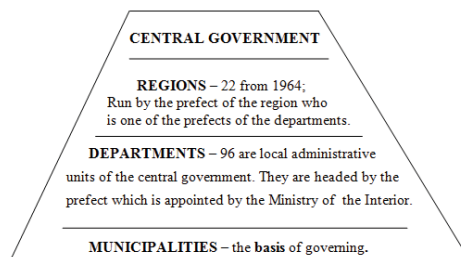 CENTRAL GOVERNMENT
REGIONS – 22 from 1964;
Run by the prefect of the region who
is one of the prefects of the departments.
DEPARTMENTS – 96 are local administrative
units of the central government. They are headed by the
prefect which is appointed by the Ministry of the Interior.
MUNICIPALITIES – the basis of governing.